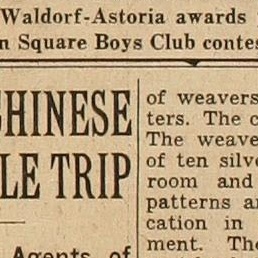 Waldorf-Astoria awards
n Square Boys Club contes
CHINESE
LE TRIP
Agents of
of weavers
ters. The c
The weave
of ten silve
room and
patterns a
cation in
ment. The